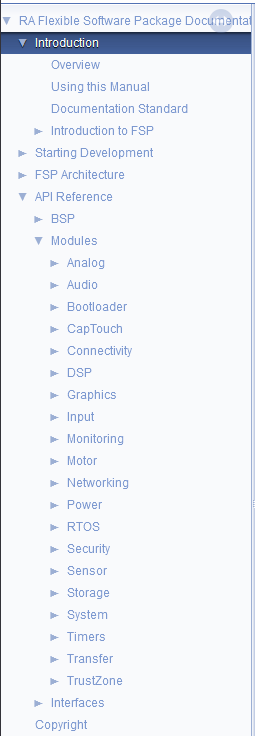 RA Flexible Software Package Documentat
Introduction
Overview
Using this Manual
Documentation Standard
Introduction to FSP
Starting Development
FSP Architecture
API Reference
BSP
Modules
Analog
Audio
Bootloader
CapTouch
Connectivity
DSP
Graphics
Input
Monitoring
Motor
Networking
Power
RTOS
Security
Sensor
Storage
System
Timers
Transfer
TrustZone
Interfaces
Copyright